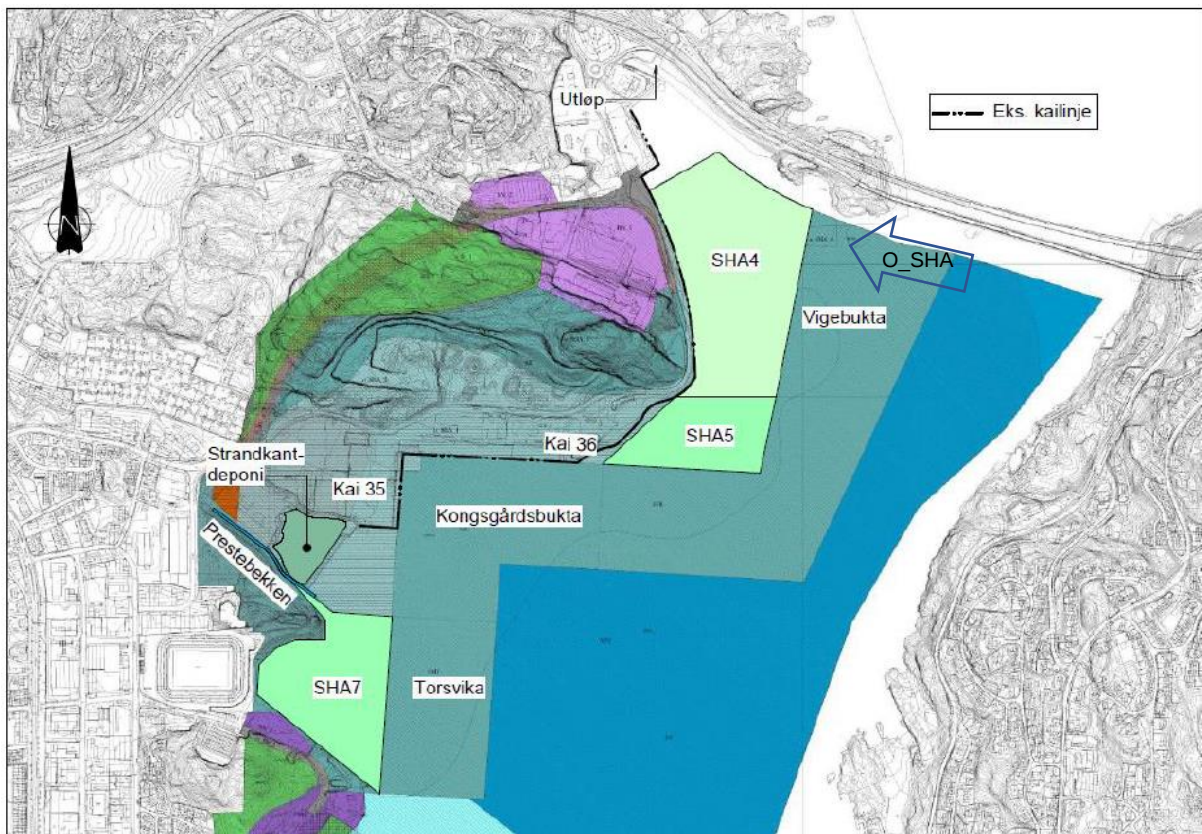 Utløp
Eks. kailinje
N
SHA4
O_SHA
Vigebukta
SHA5
Kai 36
Strandkant-
deponi
Kai 35
Kongsgårdsbukta
Prestebekken
SHA7
Torsvika